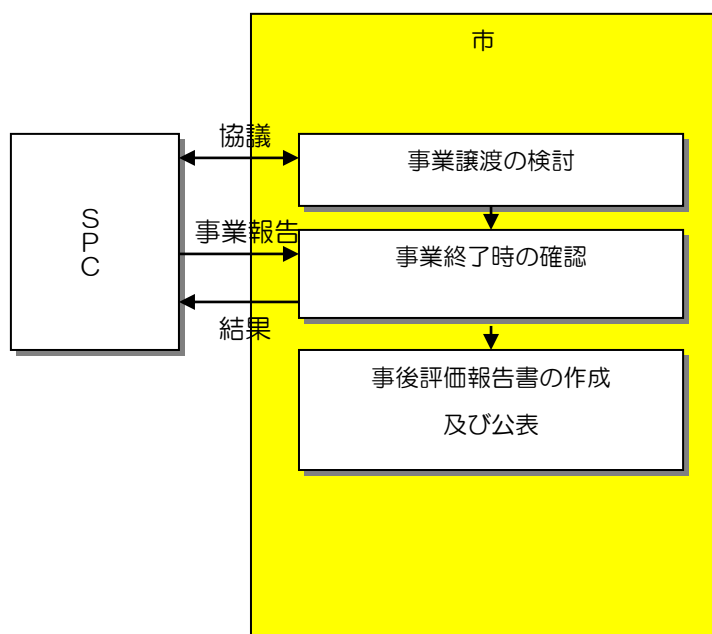 市
協議
事業譲渡の検討
SPC
事業報告
事業終了時の確認
結果
事後評価報告書の作成
及び公表